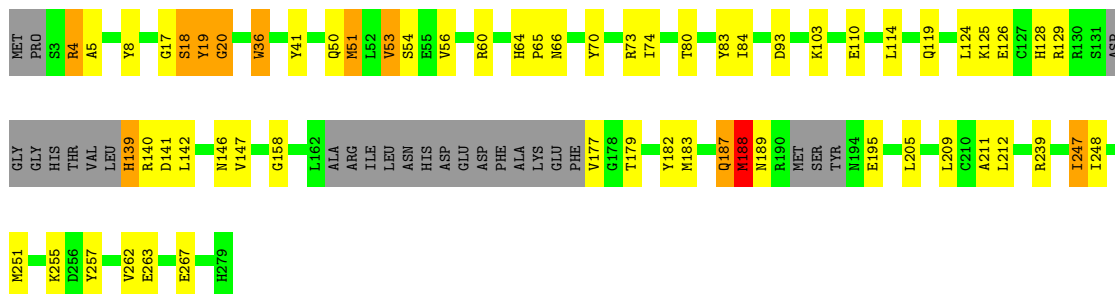 MET PRO S3 R4 A5 Y8 G17 S18 Y19 G20 W36 Y41 Q50 M51 L52 V53 S54 E55 V56 R60 H64 P65 N66 Y70 R73 I74 T80 Y83 I84 D93 K103 E110 L114 Q119 L124 K125 E126 C127 H128 R129 R130 S131 ASP
GLY GLY HIS THR VAL LEU H139 R140 D141 L142 N146 V147 G158 L162 ALA ARG ILE LEU ASN HIS ASP GLU ASP PHE ALA LYS GLU PHE V177 G178 T179 Y182 M183 Q187 M188 N189 R190 MET SER TYR N194 E195 L205 L209 C210 A211 L212 R239 I247 I248
M251 K255 D256 Y257 V262 E263 E267 H279